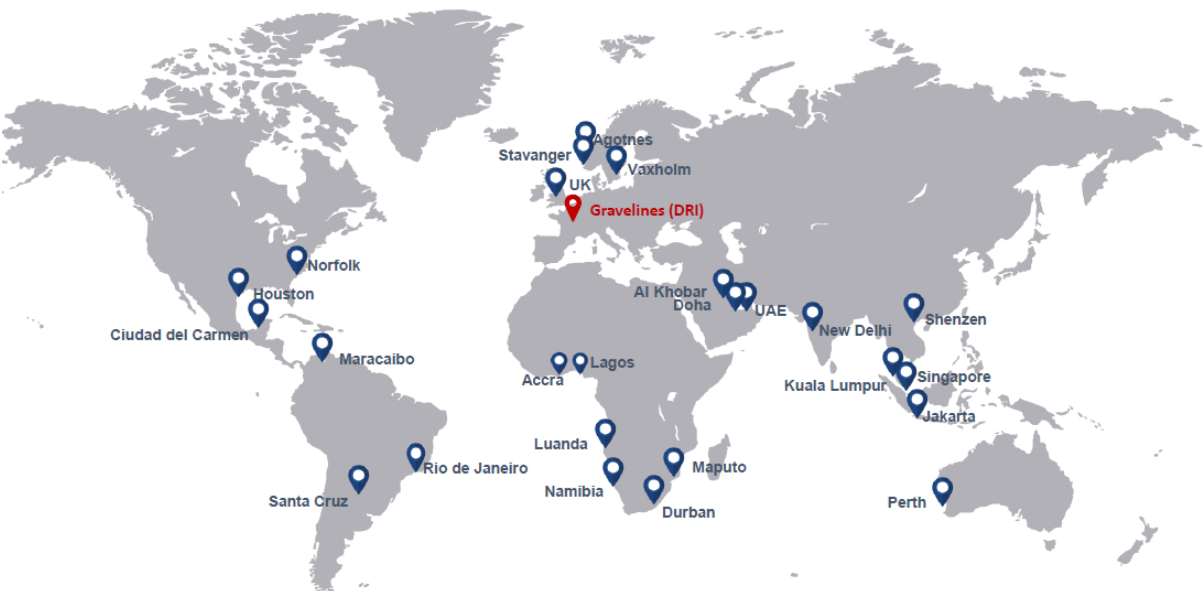 Agotnes
Stavanger
Vaxholm
UK
Gravelines (DRI)
Norfolk
Houston
Al Khobar
Doha
UAE
Ciudad del Carmen
New Delhi
Shenzen
Maracaibo
Accra
Lagos
Kuala Lumpur
Singapore
Jakarta
Luanda
Rio de Janeiro
Maputo
Santa Cruz
Namibia
Perth
Durban